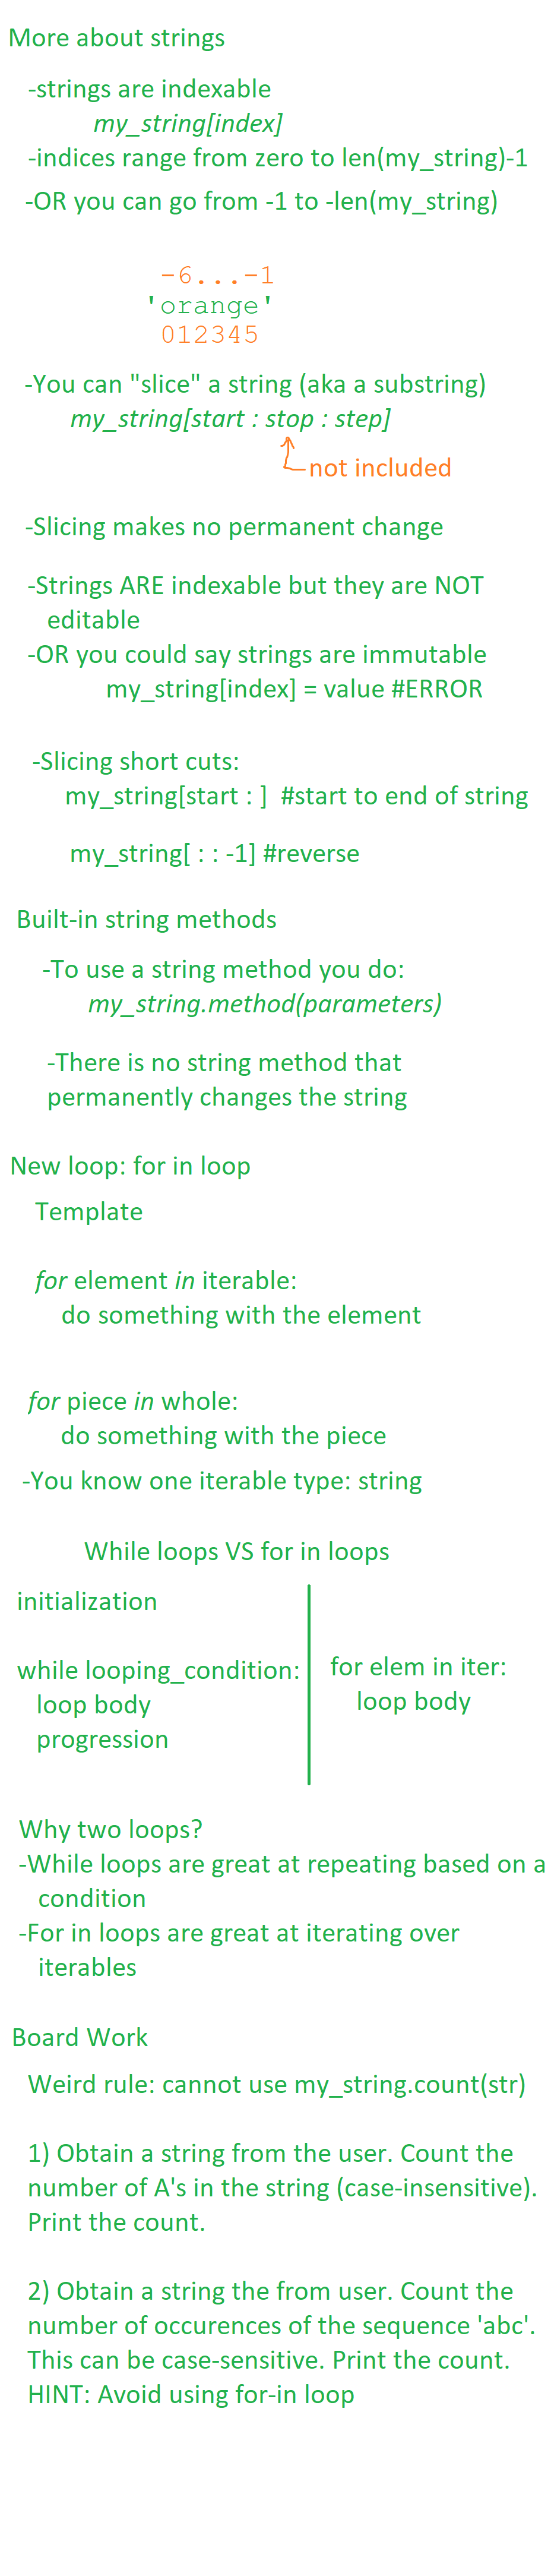 More about strings
-strings are indexable
my_string[index]
-indices range from zero to len(my_string)-1
-OR you can go from -1 to -len(my_string)
-6...-1
'orange'
012345
-You can "slice" a string (aka a substring)
my_string[start : stop : step]
not included
-Slicing makes no permanent change
-Strings ARE indexable but they are NOT
editable
-OR you could say strings are immutable
my_string[index] = value #ERROR
-Slicing short cuts:
my_string[start : ]  #start to end of string
my_string[ : : -1] #reverse
Built-in string methods
-To use a string method you do:
my_string.method(parameters)
-There is no string method that
permanently changes the string
New loop: for in loop
Template
for element in iterable:
do something with the element
for piece in whole:
do something with the piece
-You know one iterable type: string
While loops VS for in loops
initialization
while looping_condition:
loop body
progression
for elem in iter:
loop body
Why two loops?
-While loops are great at repeating based on a
condition
-For in loops are great at iterating over
iterables
Board Work
Weird rule: cannot use my_string.count(str)
1) Obtain a string from the user. Count the
number of A's in the string (case-insensitive).
Print the count.
2) Obtain a string the from user. Count the
number of occurences of the sequence 'abc'.
This can be case-sensitive. Print the count.
HINT: Avoid using for-in loop